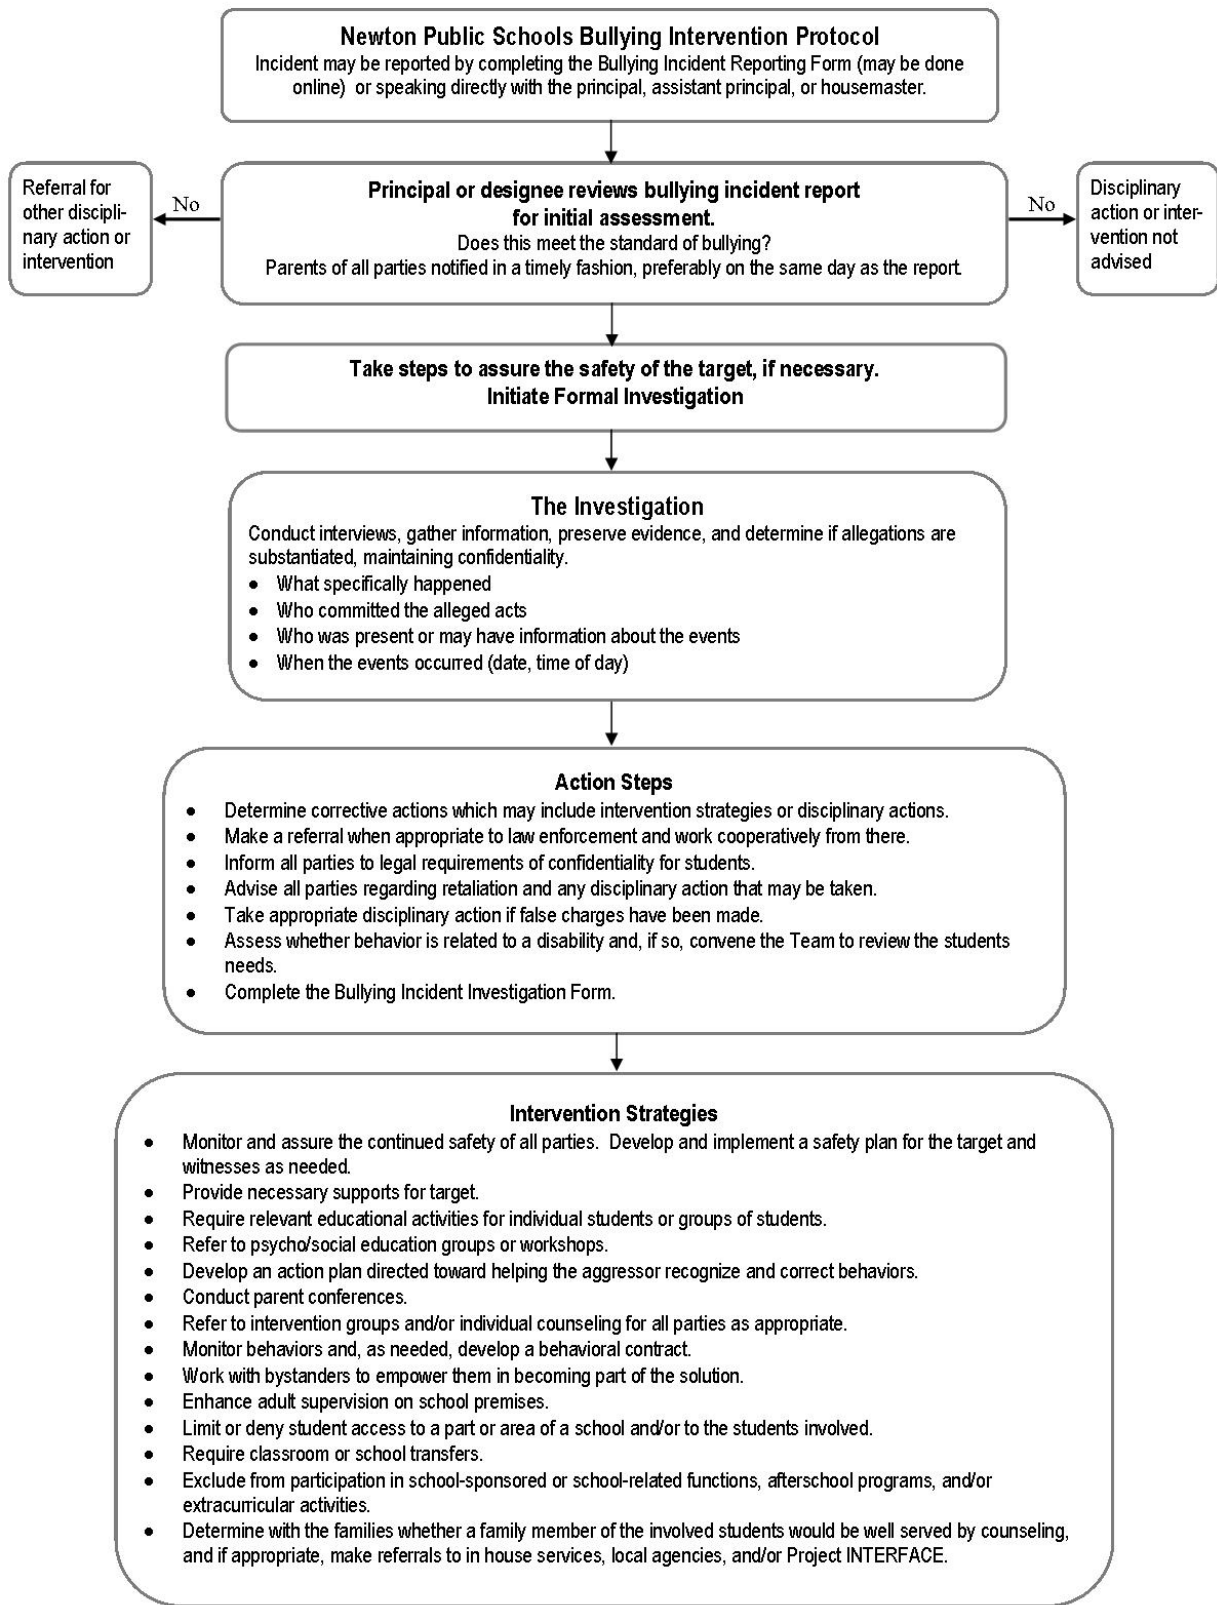 Newton Public Schools Bullying Intervention Protocol
Incident may be reported by completing the Bullying Incident Reporting Form (may be done
online)  or speaking directly with the principal, assistant principal, or housemaster.
Referral for
other discipli-
nary action or
intervention
No
Principal or designee reviews bullying incident report
for initial assessment.
Does this meet the standard of bullying?
Parents of all parties notified in a timely fashion, preferably on the same day as the report.
No
Disciplinary
action or inter-
vention not
advised
Take steps to assure the safety of the target, if necessary.
Initiate Formal Investigation
The Investigation
Conduct interviews, gather information, preserve evidence, and determine if allegations are
substantiated, maintaining confidentiality.
• What specifically happened
• Who committed the alleged acts
• Who was present or may have information about the events
• When the events occurred (date, time of day)
Action Steps
• Determine corrective actions which may include intervention strategies or disciplinary actions.
• Make a referral when appropriate to law enforcement and work cooperatively from there.
• Inform all parties to legal requirements of confidentiality for students.
• Advise all parties regarding retaliation and any disciplinary action that may be taken.
• Take appropriate disciplinary action if false charges have been made.
• Assess whether behavior is related to a disability and, if so, convene the Team to review the students
needs.
• Complete the Bullying Incident Investigation Form.
Intervention Strategies
• Monitor and assure the continued safety of all parties.  Develop and implement a safety plan for the target and
witnesses as needed.
• Provide necessary supports for target.
• Require relevant educational activities for individual students or groups of students.
• Refer to psycho/social education groups or workshops.
• Develop an action plan directed toward helping the aggressor recognize and correct behaviors.
• Conduct parent conferences.
• Refer to intervention groups and/or individual counseling for all parties as appropriate.
• Monitor behaviors and, as needed, develop a behavioral contract.
• Work with bystanders to empower them in becoming part of the solution.
• Enhance adult supervision on school premises.
• Limit or deny student access to a part or area of a school and/or to the students involved.
• Require classroom or school transfers.
• Exclude from participation in school-sponsored or school-related functions, afterschool programs, and/or
extracurricular activities.
• Determine with the families whether a family member of the involved students would be well served by counseling,
and if appropriate, make referrals to in house services, local agencies, and/or Project INTERFACE.